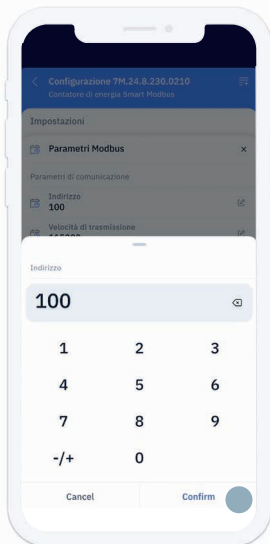 Configurazione 7M.24.8.230.0210
Contatore di energia Smart Modbus
Impostazioni
Parametri Modbus
Parametri di comunicazione
Indirizzo
100
Velocità di trasmissione
Indirizzo
100
1 2 3
4 5 6
7 8 9
-/+ 0
Cancel Confirm